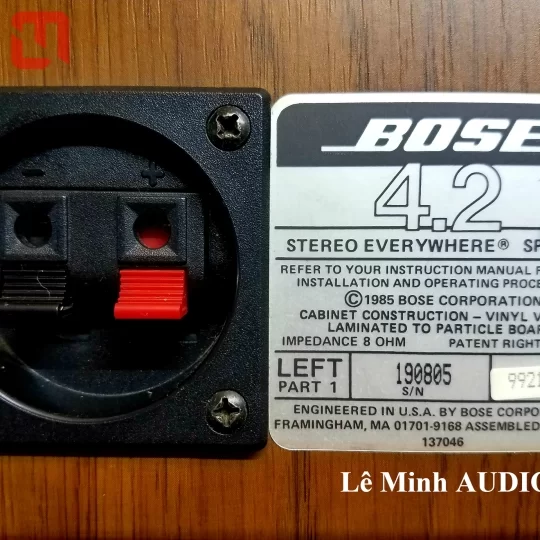 - +
BOSE
4.2
STEREO EVERYWHERE® SP
REFER TO YOUR INSTRUCTION MANUAL F
INSTALLATION AND OPERATING PROCE
©1985 BOSE CORPORATION
CABINET CONSTRUCTION – VINYL V
LAMINATED TO PARTICLE BOAR
IMPEDANCE 8 OHM PATENT RIGHT
LEFT 190805 9921
PART 1 S/N
ENGINEERED IN U.S.A. BY BOSE CORPO
FRAMINGHAM, MA 01701-9168 ASSEMBLED
137046
Lê Minh AUDIO